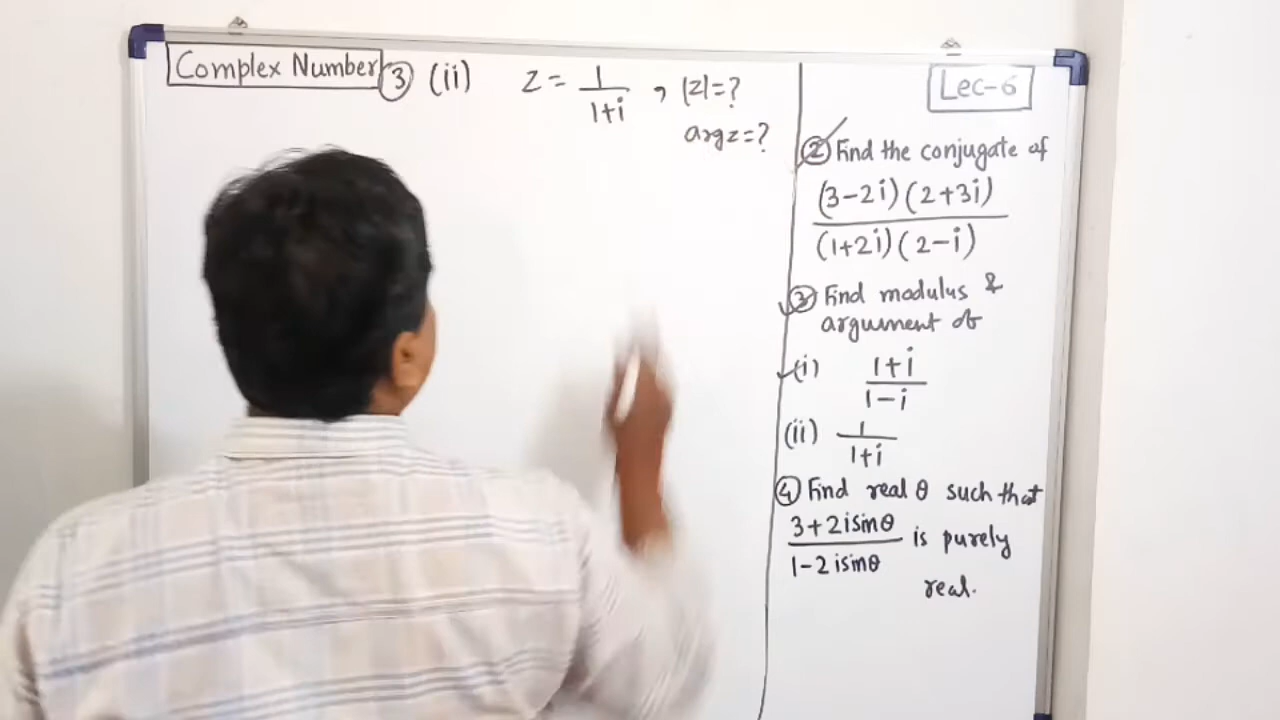 Complex Number
③ (ii) z = 1/(1+i) , |z|=?
argz=?
Lec-6
② Find the conjugate of
(3-2i)(2+3i)
(1+2i)(2-i)
③ Find modulus &
argument of
(i) (1+i)/(1-i)
(ii) 1/(1+i)
④ Find real θ such that
3+2isinθ
1-2isinθ is purely
real.